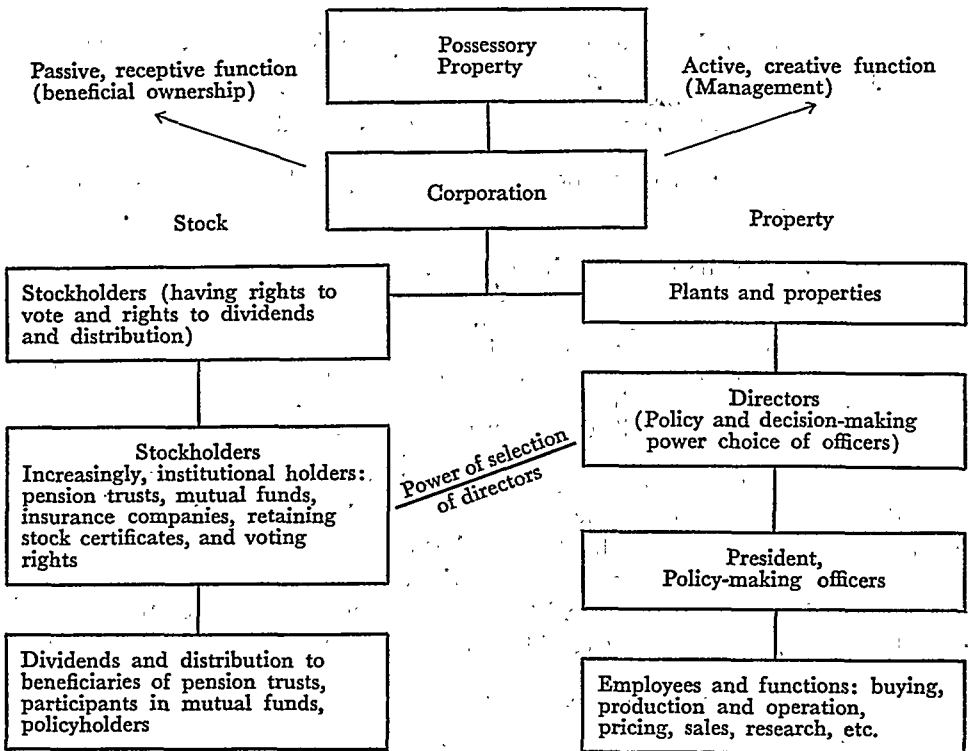 Possessory
Property
Passive, receptive function
(beneficial ownership)
Active, creative function
(Management)
Corporation
Stock
Property
Stockholders (having rights to
vote and rights to dividends
and distribution)
Plants and properties
Directors
(Policy and decision-making
power choice of officers)
Stockholders
Increasingly, institutional holders:
pension trusts, mutual funds,
insurance companies, retaining
stock certificates, and voting
rights
Power of selection
of directors
President,
Policy-making officers
Dividends and distribution to
beneficiaries of pension trusts,
participants in mutual funds,
policyholders
Employees and functions: buying,
production and operation,
pricing, sales, research, etc.